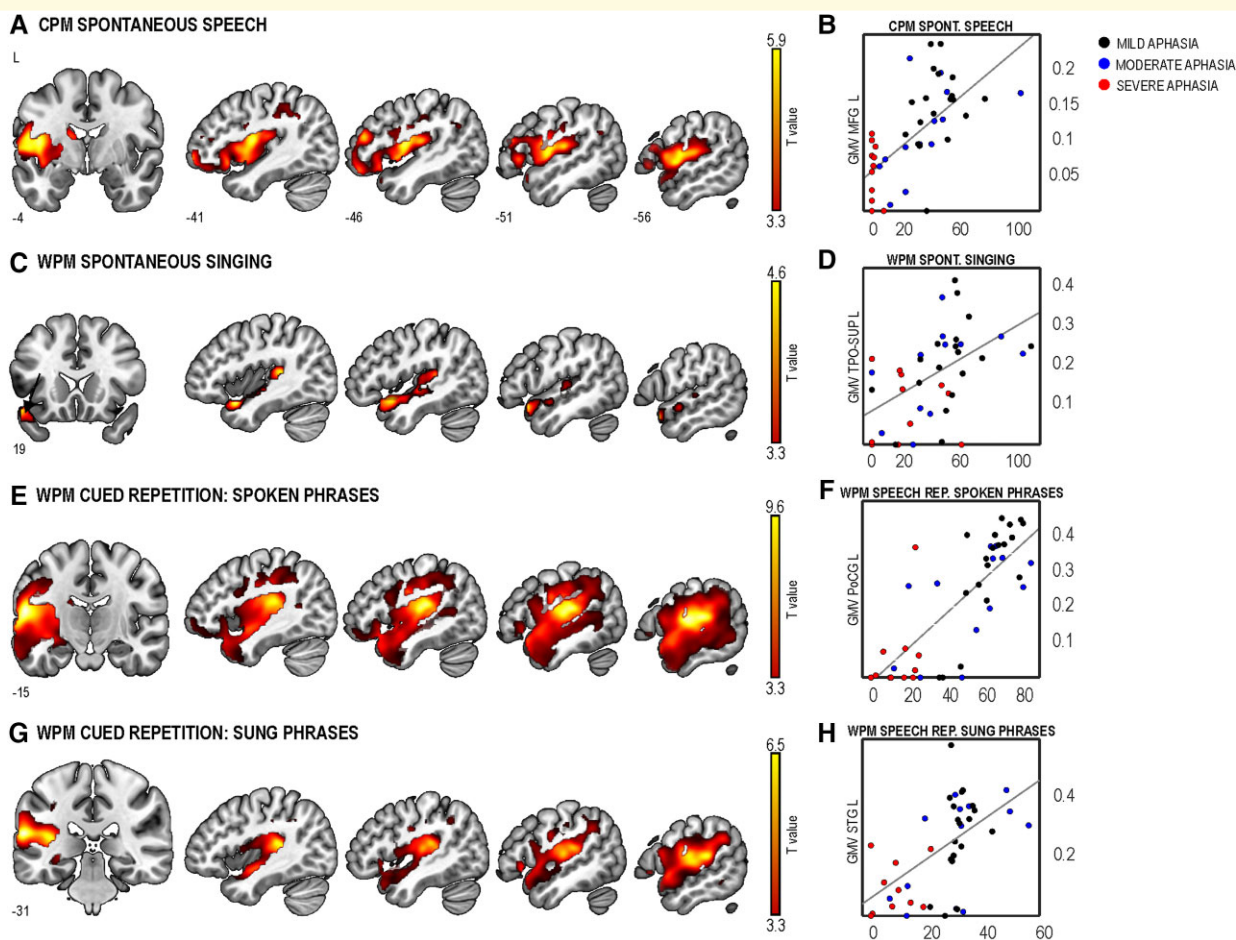 A CPM SPONTANEOUS SPEECH
L
-4 -41 -46 -51 -56
5.9
T value
3.3
B CPM SPONT. SPEECH
GMV MFG L
0.2
0.15
0.1
0.05
0 20 60 100
MILD APHASIA
MODERATE APHASIA
SEVERE APHASIA
C WPM SPONTANEOUS SINGING
19
4.6
T value
3.3
D WPM SPONT. SINGING
GMV TPO-SUP L
0.4
0.3
0.2
0.1
0 20 60 100
E WPM CUED REPETITION: SPOKEN PHRASES
-15
9.6
T value
3.3
F WPM SPEECH REP. SPOKEN PHRASES
GMV PoCG L
0.4
0.3
0.2
0.1
0 20 40 60 80
G WPM CUED REPETITION: SUNG PHRASES
-31
6.5
T value
3.3
H WPM SPEECH REP. SUNG PHRASES
GMV STG L
0.4
0.2
0 20 40 60